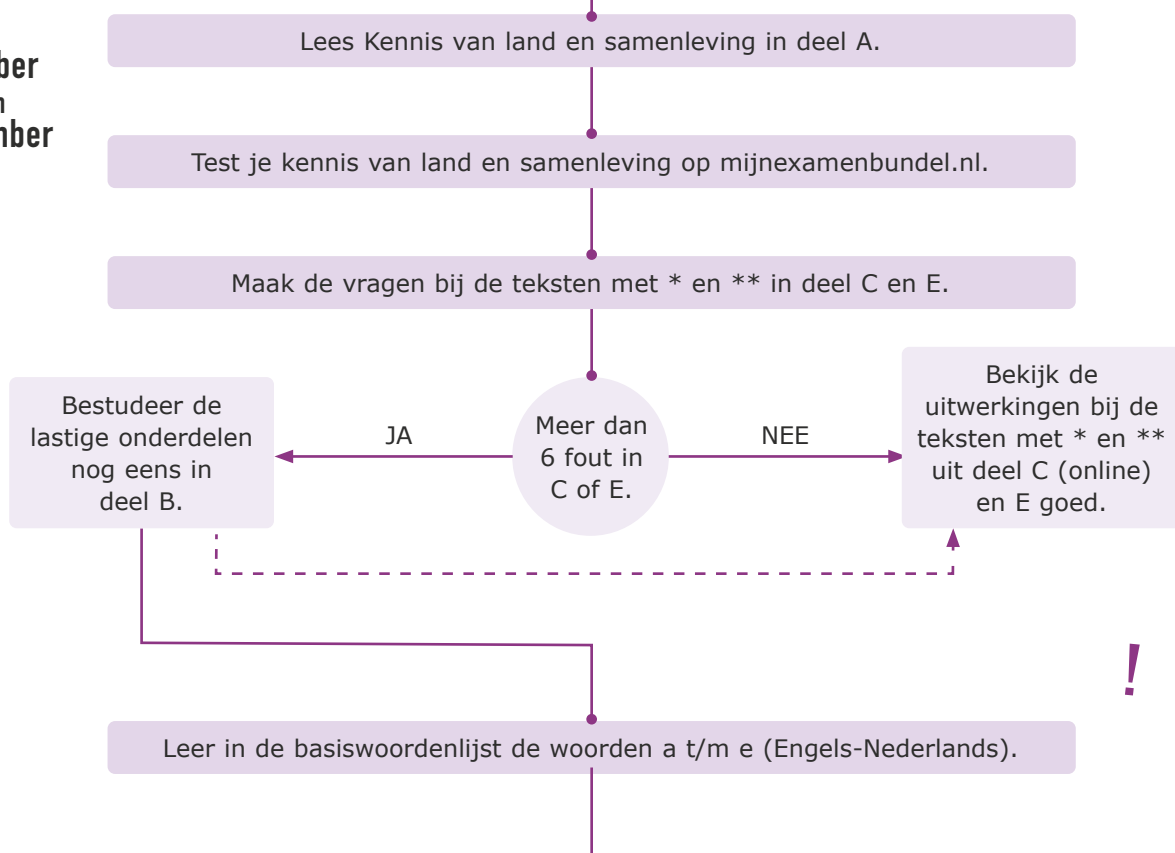 Lees Kennis van land en samenleving in deel A.
Test je kennis van land en samenleving op mijnexamenbundel.nl.
Maak de vragen bij de teksten met * en ** in deel C en E.
Bestudeer de
lastige onderdelen
nog eens in
deel B.
JA
Meer dan
6 fout in
C of E.
NEE
Bekijk de
uitwerkingen bij de
teksten met * en **
uit deel C (online)
en E goed.
!
Leer in de basiswoordenlijst de woorden a t/m e (Engels-Nederlands).